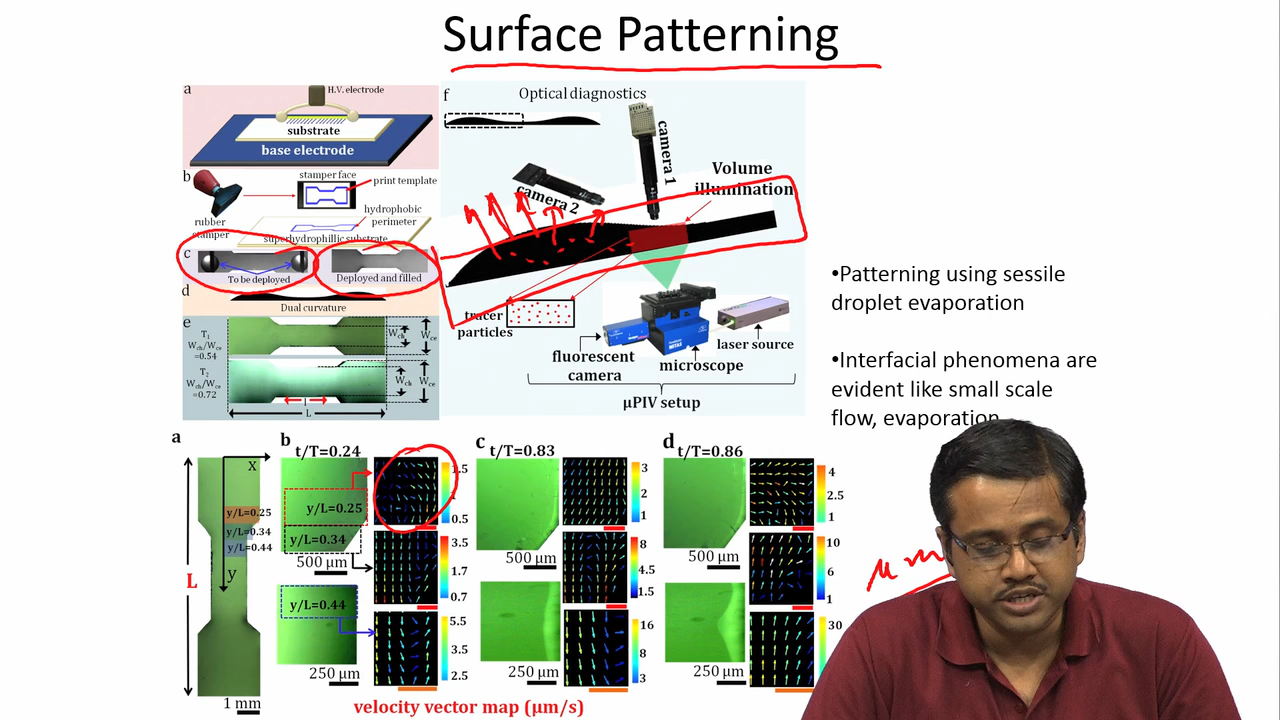 Surface Patterning
a
H.V. electrode
substrate
base electrode
b
stamper face
print template
rubber
stamper
hydrophobic
perimeter
superhydrophillic substrate
c
To be deployed
Deployed and filled
d
Dual curvature
e
T1
Wch/Wce
=0.54
Wch
Wce
T2
Wch/Wce
=0.72
Wch
Wce
l
L
f
Optical diagnostics
camera 1
camera 2
Volume
illumination
tracer
particles
fluorescent
camera
microscope
laser source
µPIV setup
•Patterning using sessile
droplet evaporation
•Interfacial phenomena are
evident like small scale
flow, evaporation
µm
a
x
y/L=0.25
y/L=0.34
y/L=0.44
y
L
1 mm
b
t/T=0.24
y/L=0.25
y/L=0.34
500 µm
y/L=0.44
250 µm
1.5
1
0.5
3.5
1.7
0.7
5.5
3.5
2.5
c
t/T=0.83
500 µm
250 µm
3
2
1
8
4.5
1.5
16
8
3
d
t/T=0.86
500 µm
250 µm
4
2.5
1
10
6
1
30
velocity vector map (µm/s)